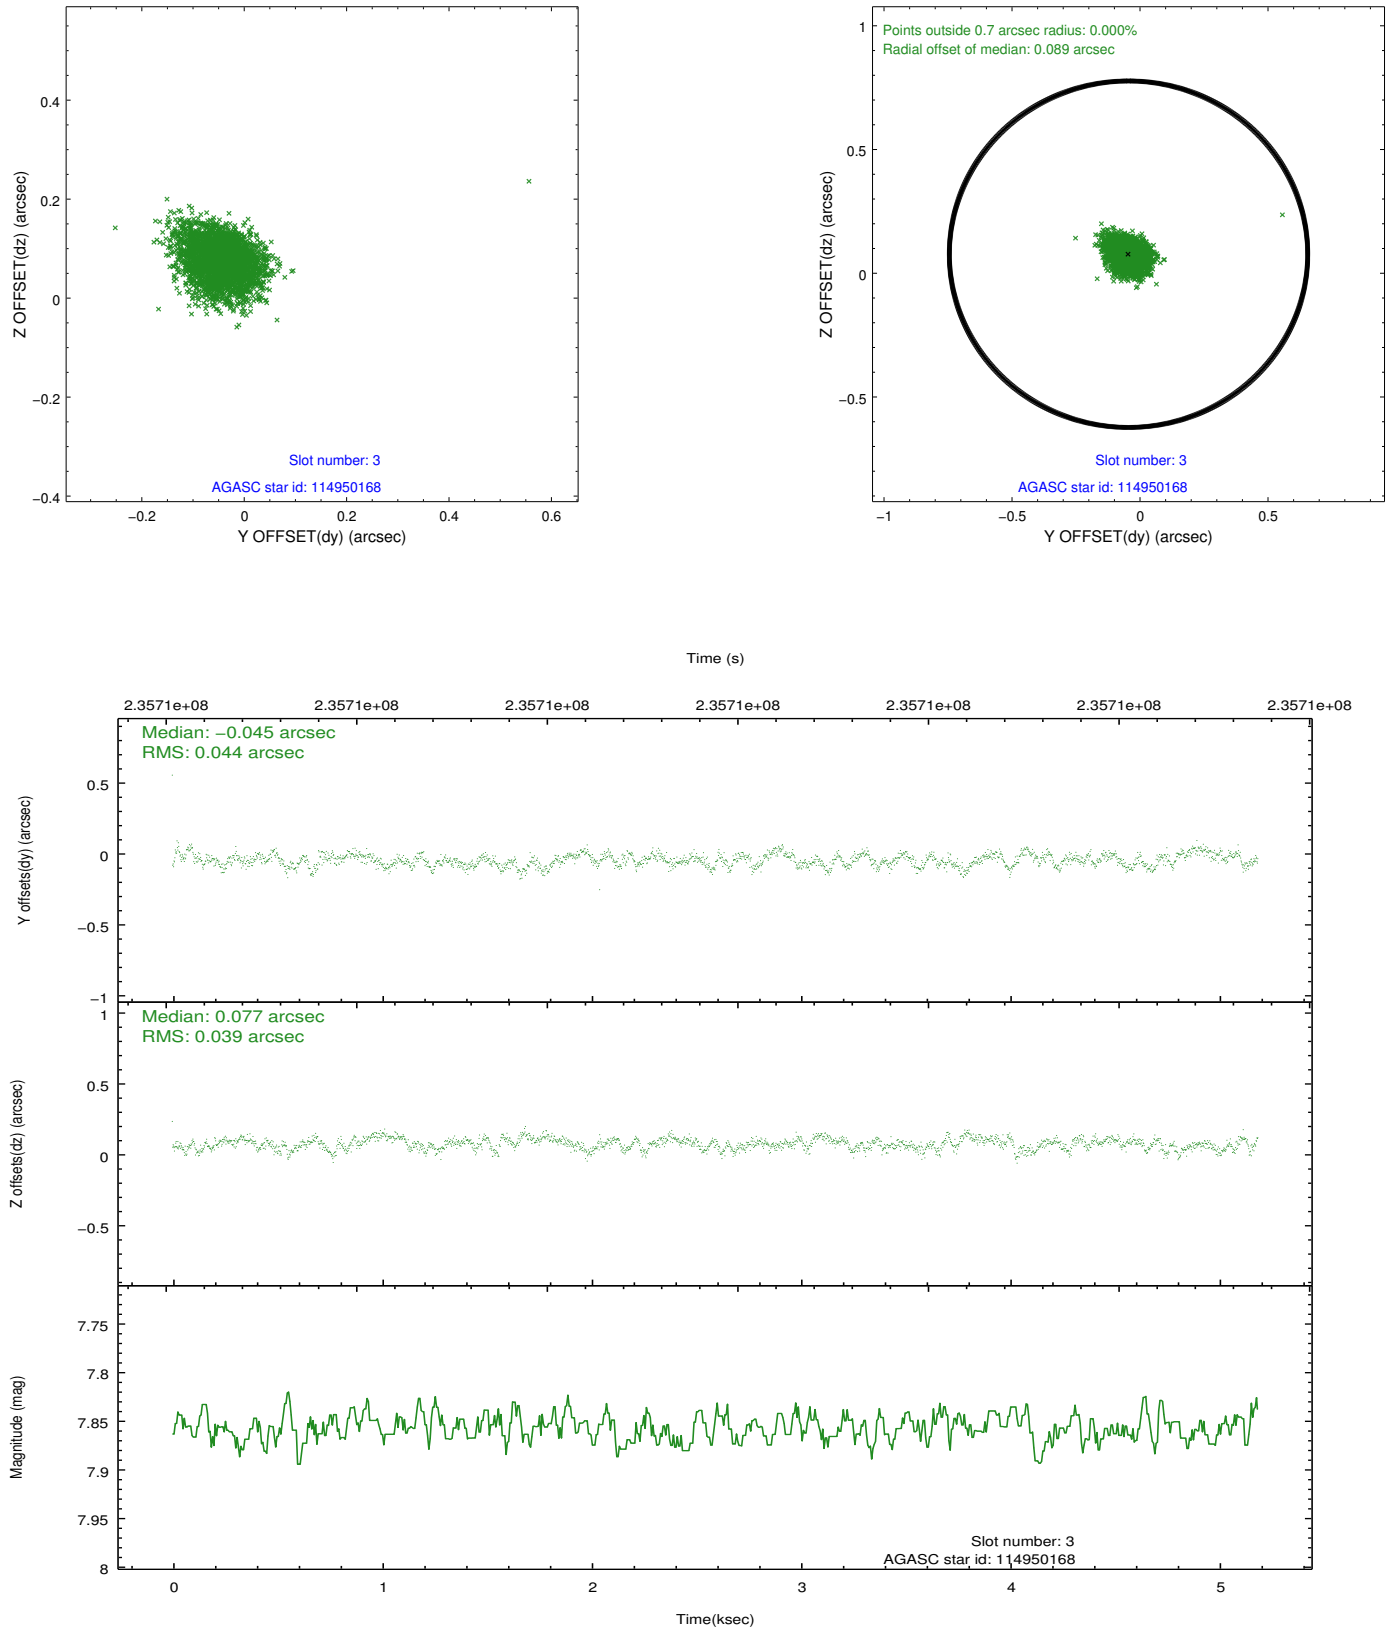 0.4
0.2
0
−0.2
−0.4
Z OFFSET(dz) (arcsec)
Slot number: 3
AGASC star id: 114950168
−0.2 0 0.2 0.4 0.6
Y OFFSET(dy) (arcsec)
Points outside 0.7 arcsec radius: 0.000%
Radial offset of median: 0.089 arcsec
1
0.5
0
−0.5
Z OFFSET(dz) (arcsec)
Slot number: 3
AGASC star id: 114950168
−1 −0.5 0 0.5
Y OFFSET(dy) (arcsec)
Time (s)
2.3571e+08 2.3571e+08 2.3571e+08 2.3571e+08 2.3571e+08 2.3571e+08 2.3571e+08
Median: −0.045 arcsec
RMS: 0.044 arcsec
0.5
0
−0.5
−1
Y offsets(dy) (arcsec)
Median: 0.077 arcsec
RMS: 0.039 arcsec
1
0.5
0
−0.5
Z offsets(dz) (arcsec)
7.75
7.8
7.85
7.9
7.95
8
Magnitude (mag)
Slot number: 3
AGASC star id: 114950168
0 1 2 3 4 5
Time(ksec)